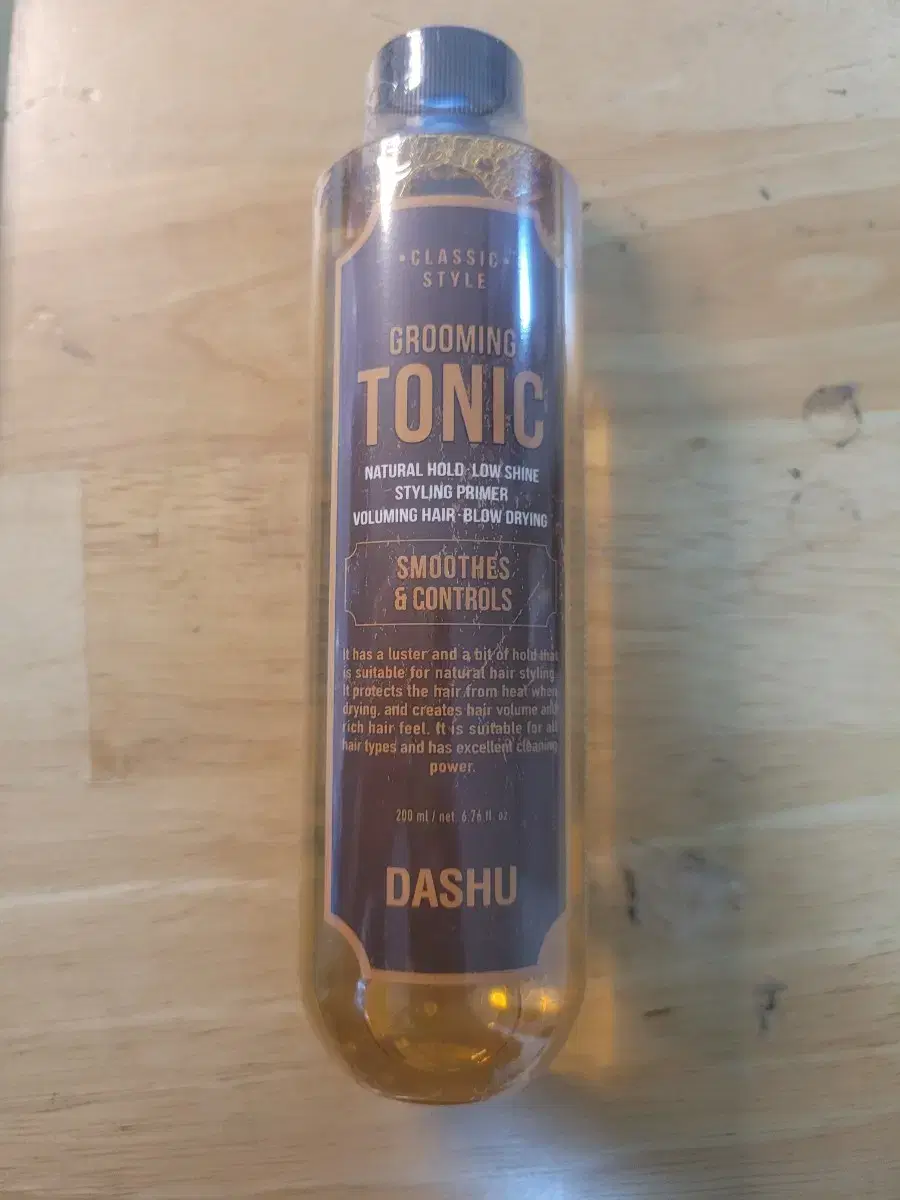 •CLASSIC•
STYLE
GROOMING
TONIC
NATURAL HOLD·LOW SHINE
STYLING PRIMER
VOLUMING HAIR·BLOW DRYING
SMOOTHES
& CONTROLS
It has a luster and a bit of hold that
is suitable for natural hair styling.
It protects the hair from heat when
drying, and creates hair volume and
rich hair feel. It is suitable for all
hair types and has excellent cleaning
power.
200 ml / net. 6.76 fl. oz
DASHU